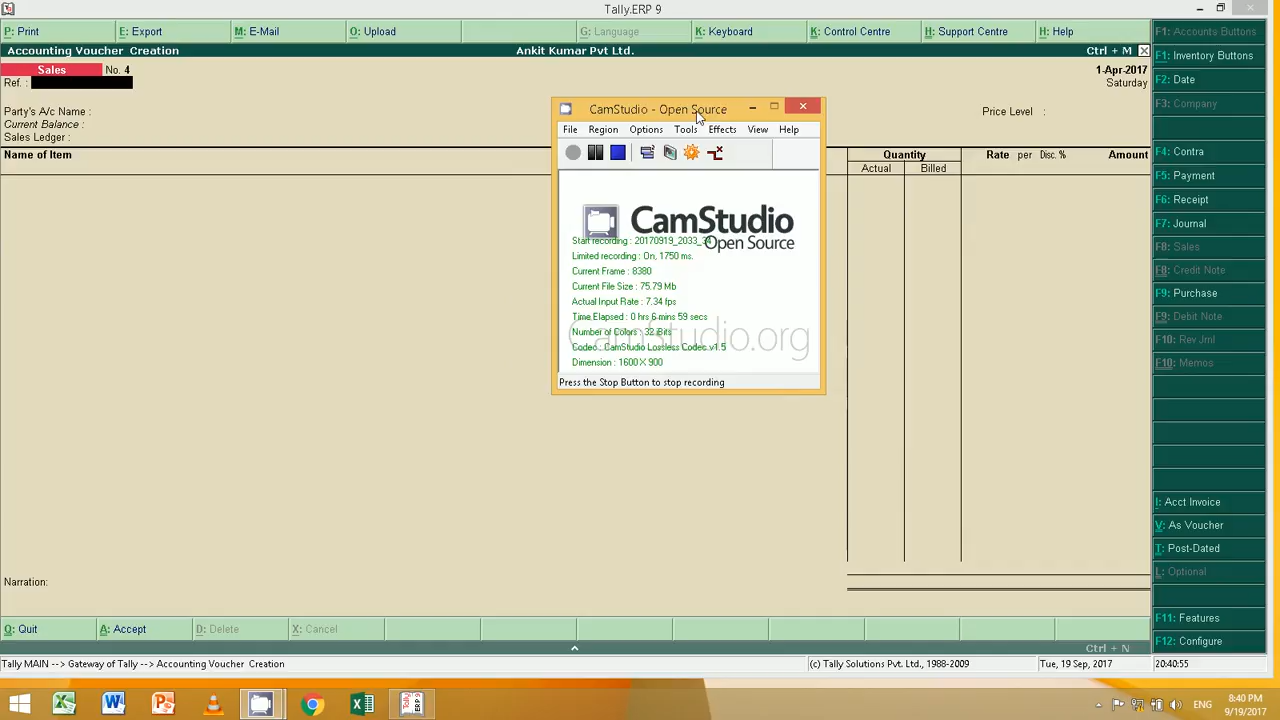 Tally.ERP 9
P: Print
E: Export
M: E-Mail
O: Upload
G: Language
K: Keyboard
K: Control Centre
H: Support Centre
H: Help
F1: Accounts Buttons
Accounting Voucher Creation
Ankit Kumar Pvt Ltd.
Ctrl + M
F1: Inventory Buttons
Sales No. 4
1-Apr-2017
F2: Date
Ref. :
Saturday
F3: Company
Party's A/c Name :
Price Level :
Current Balance :
Sales Ledger :
Name of Item
Quantity
Rate per Disc. %
Amount
Actual
Billed
F4: Contra
F5: Payment
F6: Receipt
F7: Journal
F8: Sales
F8: Credit Note
F9: Purchase
F9: Debit Note
F10: Rev Jrnl
F10: Memos
I: Acct Invoice
V: As Voucher
T: Post-Dated
L: Optional
F11: Features
F12: Configure
CamStudio - Open Source
File Region Options Tools Effects View Help
CamStudio
Open Source
Start recording : 20170919_2033_
Limited recording : On, 1750 ms.
Current Frame : 8380
Current File Size : 75.79 Mb
Actual Input Rate : 7.34 fps
Time Elapsed : 0 hrs 6 mins 59 secs
Number of Colors : 32 Bits
CamStudio.org
Codec : CamStudio Lossless Codec v1.5
Dimension : 1600 X 900
Press the Stop Button to stop recording
Narration:
Q: Quit
A: Accept
D: Delete
X: Cancel
Ctrl + N
Tally MAIN --> Gateway of Tally --> Accounting Voucher Creation
(c) Tally Solutions Pvt. Ltd., 1988-2009
Tue, 19 Sep, 2017
20:40:55
Tally ERP 9
ENG
8:40 PM
9/19/2017